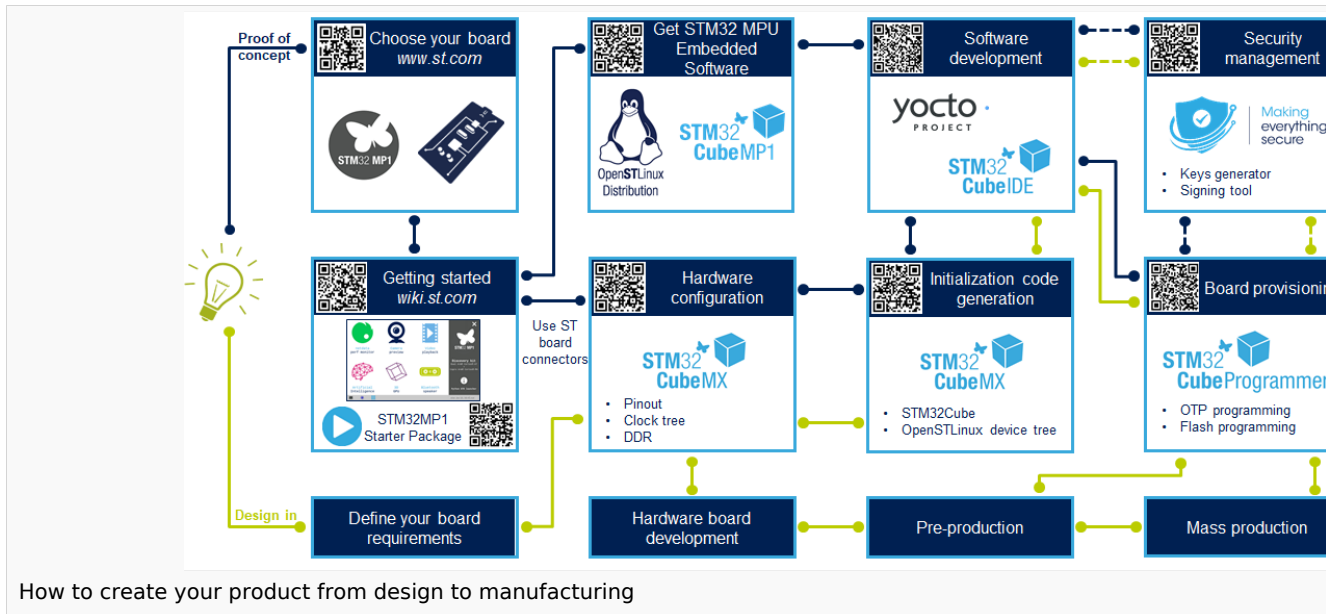 Proof of
concept
Choose your board
www.st.com
STM32 MP1
Get STM32 MPU
Embedded
Software
OpenSTLinux
Distribution
STM32
CubeMP1
Software
development
yocto
PROJECT
STM32
CubeIDE
Security
management
Making
everything
secure
• Keys generator
• Signing tool
Getting started
wiki.st.com
STM32 MP1
STM32MP1
Starter Package
Use ST
board
connectors
Hardware
configuration
STM32
CubeMX
• Pinout
• Clock tree
• DDR
Initialization code
generation
STM32
CubeMX
• STM32Cube
• OpenSTLinux device tree
Board provisionin
STM32
CubeProgrammer
• OTP programming
• Flash programming
Design in
Define your board
requirements
Hardware board
development
Pre-production
Mass production
How to create your product from design to manufacturing